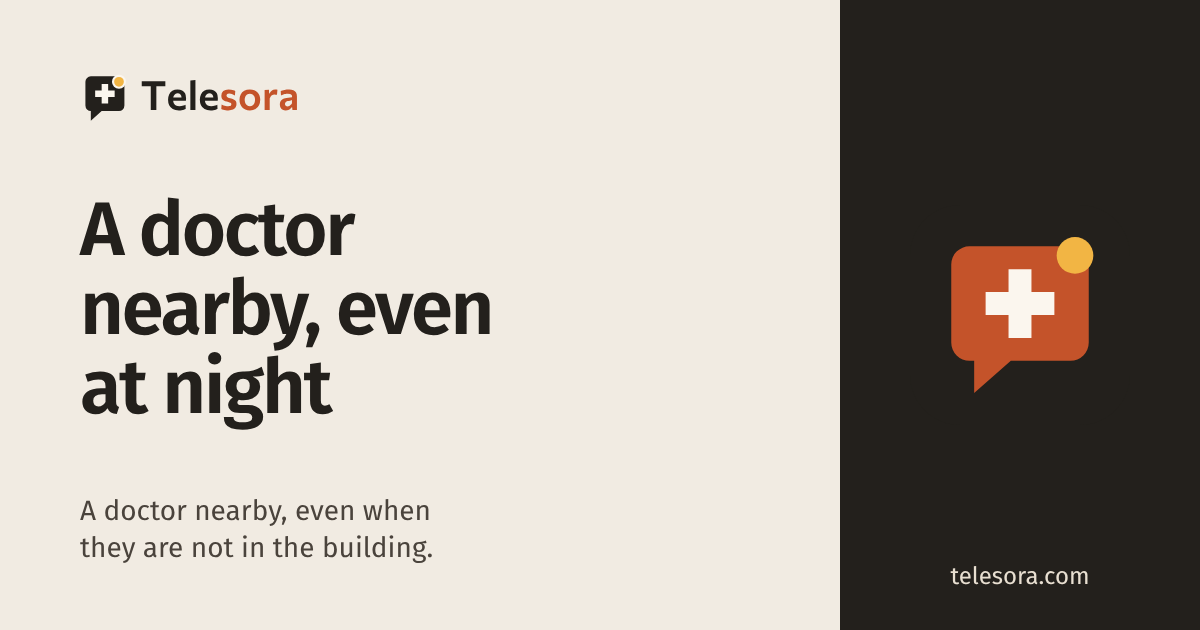 Telesora
A doctor
nearby, even
at night
A doctor nearby, even when
they are not in the building.
telesora.com